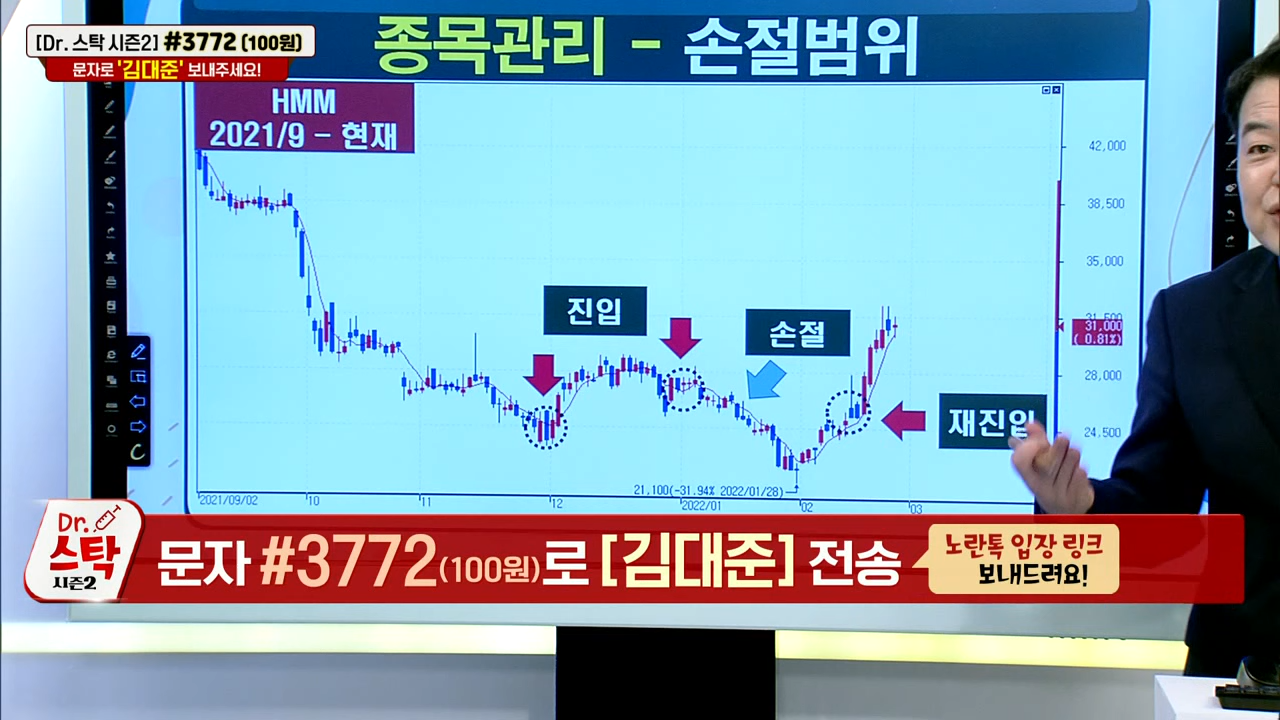 [Dr. 스탁 시즌2] #3772 (100원)
문자로 '김대준' 보내주세요!
종목관리 - 손절범위
HMM
2021/9 - 현재
42,000
38,500
35,000
31,500
31,000
( 0.81%)
28,000
24,500
진입
손절
재진입
21,100(-31.94% 2022/01/28)
2021/09/02
10
11
12
2022/01
02
03
Dr.
스탁
시즌2
문자 #3772(100원)로 [김대준] 전송
노란톡 입장 링크
보내드려요!